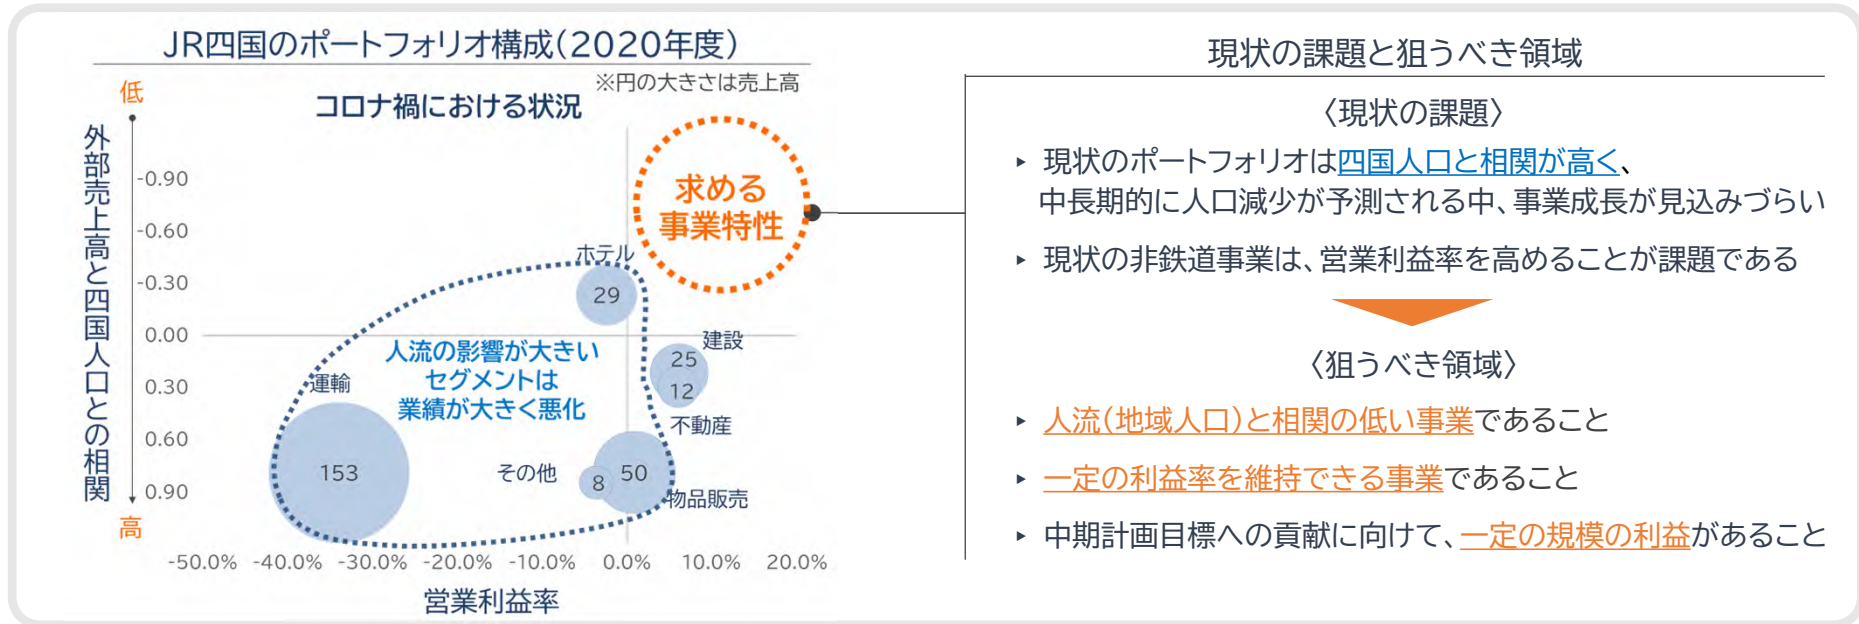 JR四国のポートフォリオ構成(2020年度)
※円の大きさは売上高
コロナ禍における状況
低
外部売上高と四国人口との相関
高
-0.90
-0.60
-0.30
0.00
0.30
0.60
0.90
求める
事業特性
ホテル
29
建設
25
12
不動産
人流の影響が大きい
セグメントは
業績が大きく悪化
運輸
153
その他
8
50
物品販売
-50.0%
-40.0%
-30.0%
-20.0%
-10.0%
0.0%
10.0%
20.0%
営業利益率
現状の課題と狙うべき領域
〈現状の課題〉
▸ 現状のポートフォリオは四国人口と相関が高く、
中長期的に人口減少が予測される中、事業成長が見込みづらい
▸ 現状の非鉄道事業は、営業利益率を高めることが課題である
〈狙うべき領域〉
▸ 人流(地域人口)と相関の低い事業であること
▸ 一定の利益率を維持できる事業であること
▸ 中期計画目標への貢献に向けて、一定の規模の利益があること